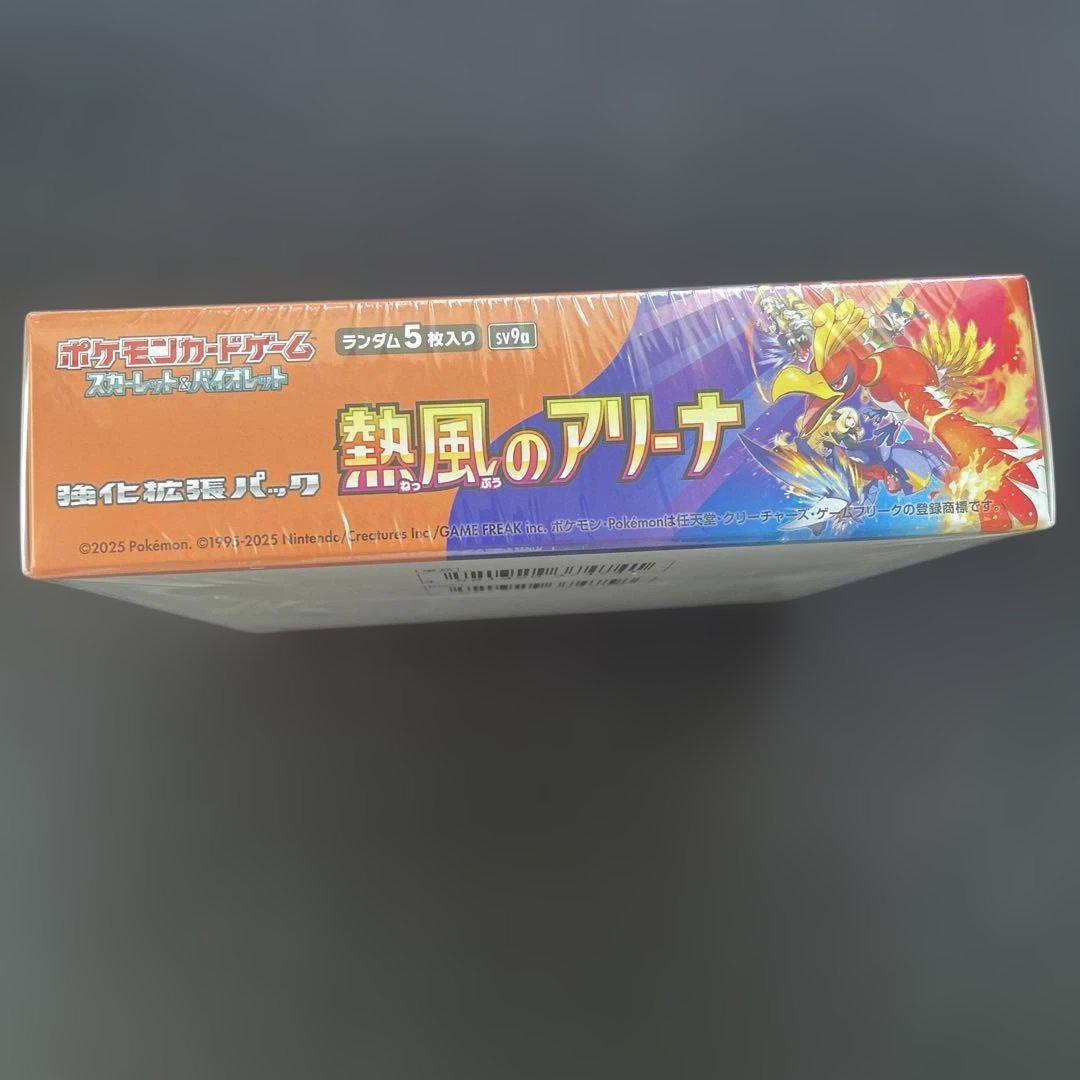 ポケモンカードゲーム
スカーレット&バイオレット
ランダム5枚入り
sv9a
強化拡張パック
熱風のアリーナ
ねっ ぷう
©2025 Pokémon. ©1995-2025 Nintendo/Creatures Inc./GAME FREAK inc. ポケモン・Pokémonは任天堂・クリーチャーズ・ゲームフリークの登録商標です。